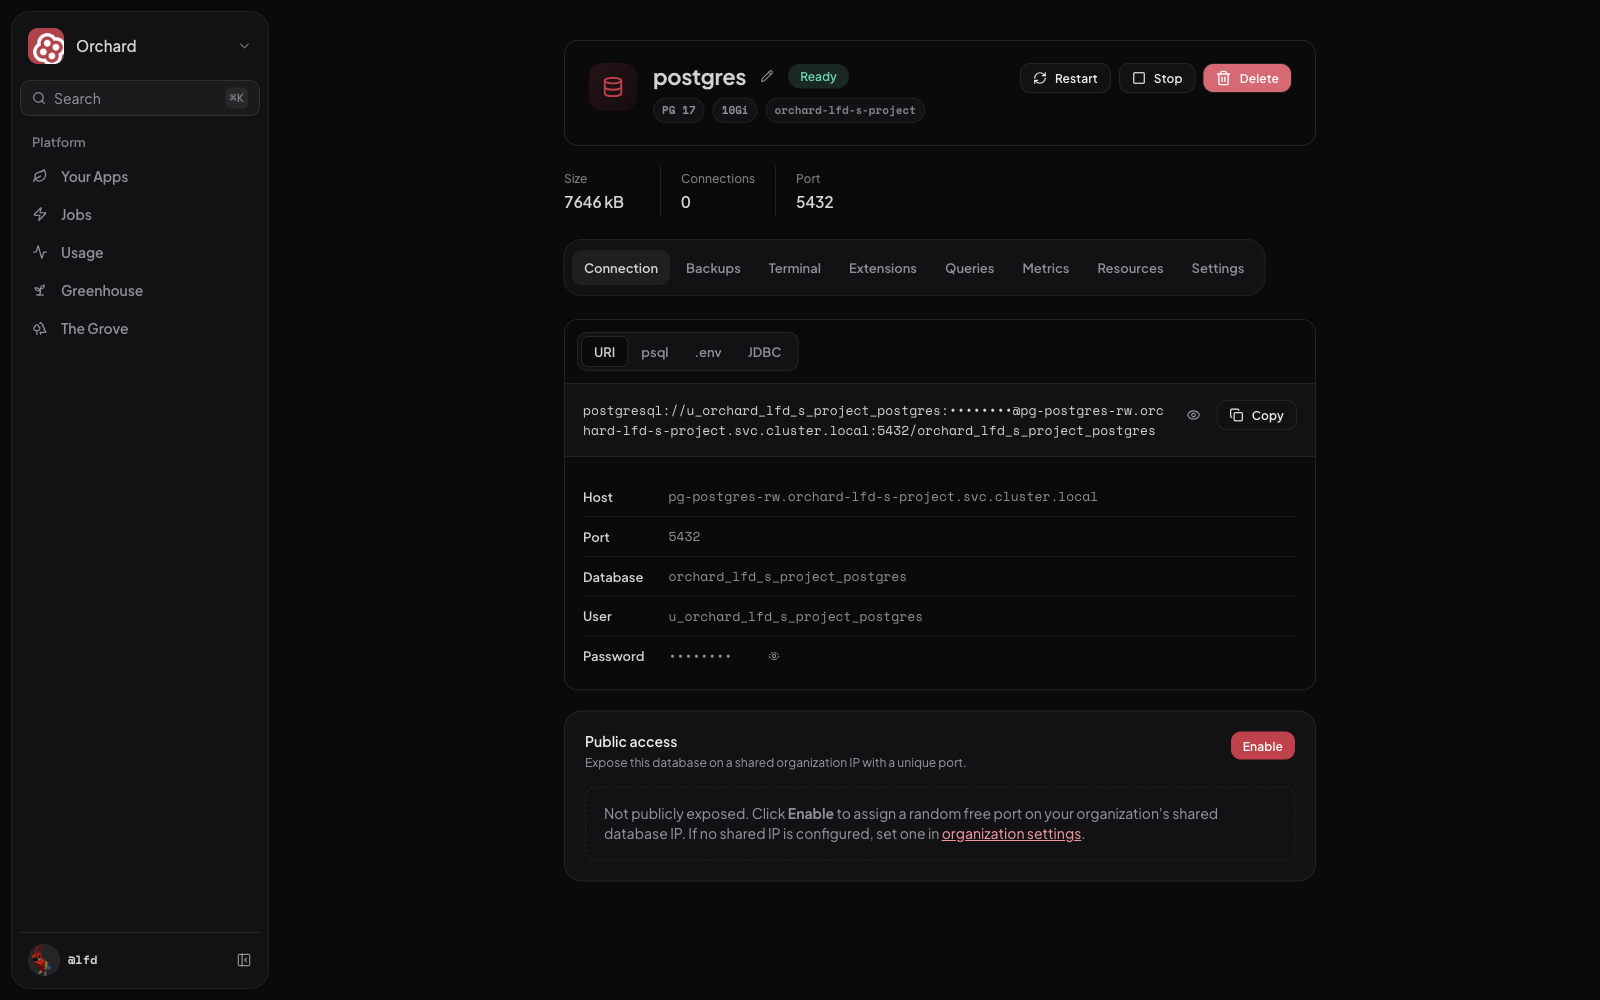 Orchard
Search ⌘K
Platform
Your Apps
Jobs
Usage
Greenhouse
The Grove
@lfd
postgres Ready
PG 17 10Gi orchard-lfd-s-project
Restart Stop Delete
Size Connections Port
7646 kB 0 5432
Connection Backups Terminal Extensions Queries Metrics Resources Settings
URI psql .env JDBC
postgresql://u_orchard_lfd_s_project_postgres:••••••••@pg-postgres-rw.orc
hard-lfd-s-project.svc.cluster.local:5432/orchard_lfd_s_project_postgres
Copy
Host pg-postgres-rw.orchard-lfd-s-project.svc.cluster.local
Port 5432
Database orchard_lfd_s_project_postgres
User u_orchard_lfd_s_project_postgres
Password ••••••••
Public access
Expose this database on a shared organization IP with a unique port.
Enable
Not publicly exposed. Click Enable to assign a random free port on your organization's shared
database IP. If no shared IP is configured, set one in organization settings.